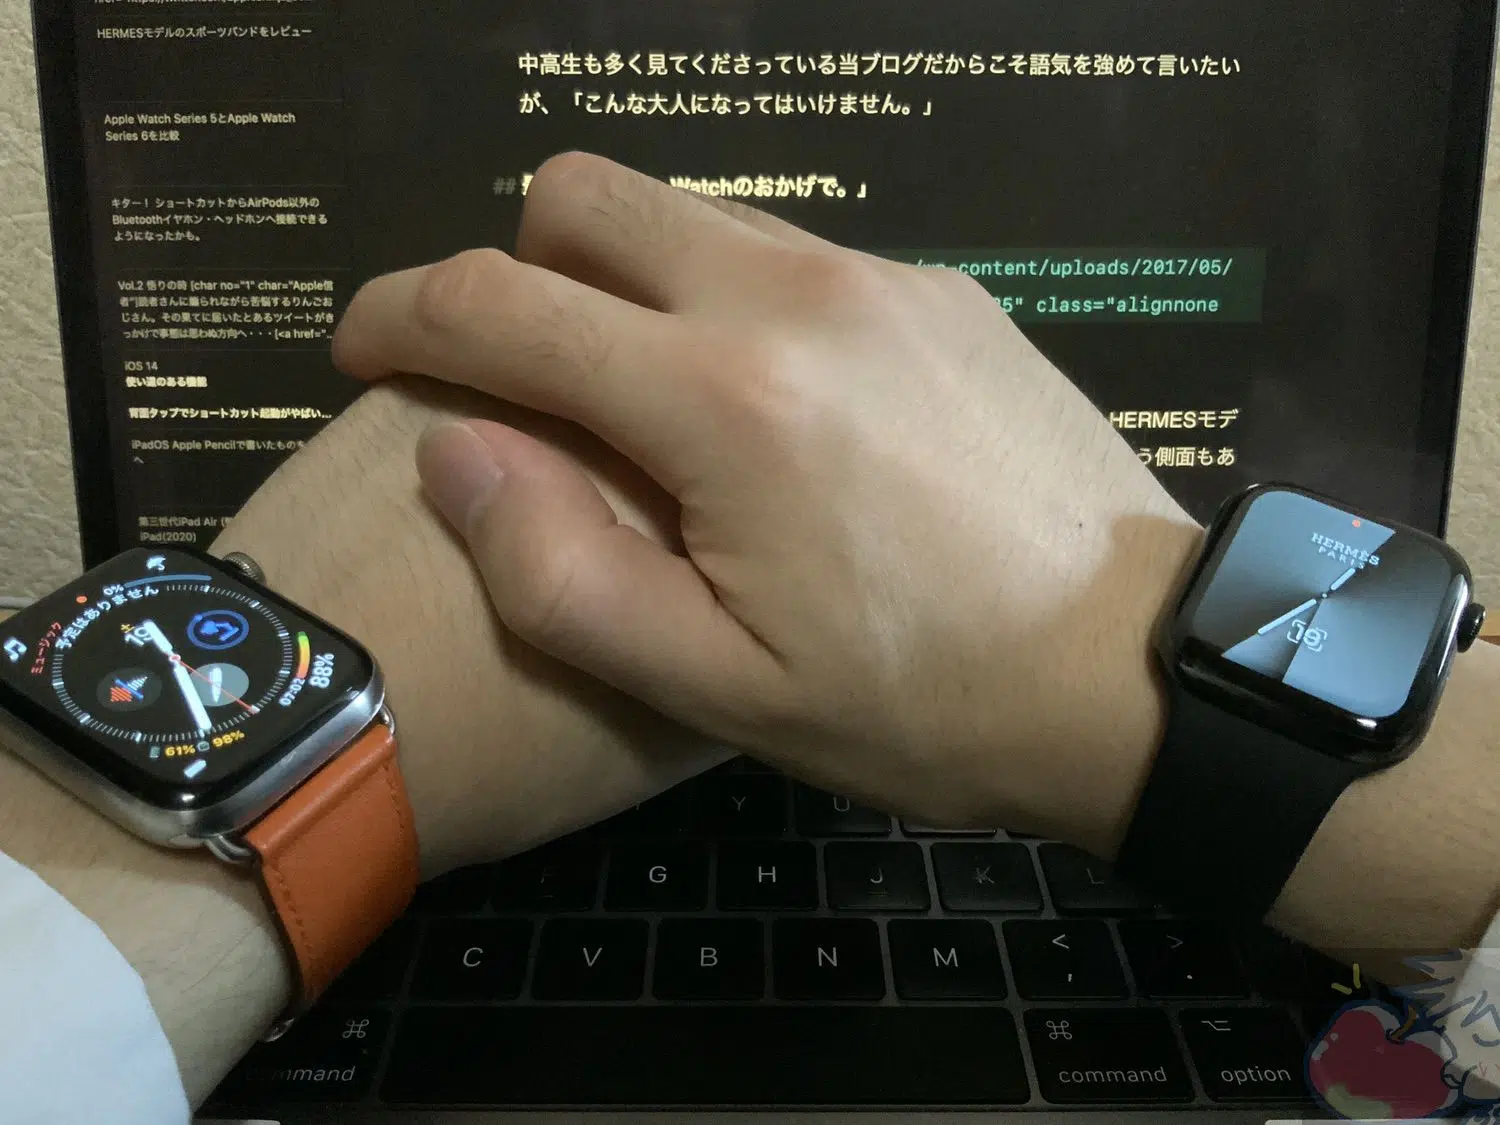 HERMESモデルのスポーツバンドをレビュー
Apple Watch Series 5とApple Watch
Series 6を比較
キター！ ショートカットからAirPods以外の
Bluetoothイヤホン・ヘッドホンへ接続できる
ようになったかも。
Vol.2 悟りの時 [char no="1" char="Apple信
者"]読者さんに煽られながら苦悩するりんごお
じさん。その果てに届いたとあるツイートがき
っかけで事態は思わぬ方向へ・・・[<a href="...
iOS 14
使い道のある機能
背面タップでショートカット起動がやばい...
iPadOS Apple Pencilで書いたものを
へ
第三世代iPad Air
iPad(2020)
中高生も多く見てくださっている当ブログだからこそ語気を強めて言いたい
が、「こんな大人になってはいけません。」
##
Watchのおかげで。」
/wp-content/uploads/2017/05/
5" class="alignnone
HERMESモデ
う側面もあ
0%
予定はありません
ミュージック
土
19
07:02
88%
61% 98%
HERMÈS
PARIS
19
Y U
F G H J K L
C V B N M < , > .
⌘ ⌘ ⌥
command command option